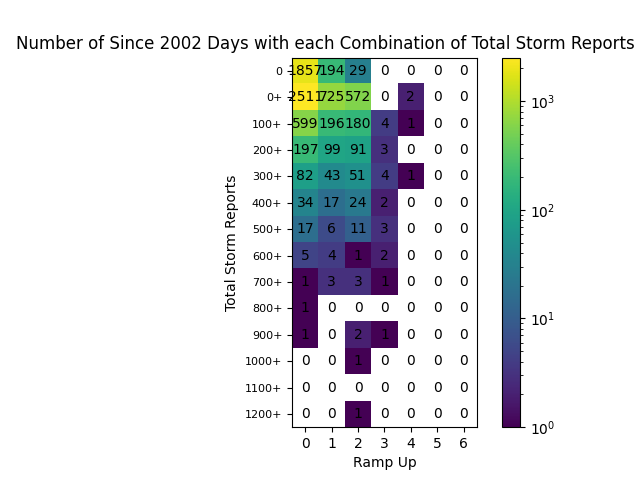 Number of Since 2002 Days with each Combination of Total Storm Reports
0 1857 194 29 0 0 0 0
0+ 2511 725 572 0 2 0 0
100+ 599 196 180 4 1 0 0
200+ 197 99 91 3 0 0 0
300+ 82 43 51 4 1 0 0
400+ 34 17 24 2 0 0 0
500+ 17 6 11 3 0 0 0
600+ 5 4 1 2 0 0 0
700+ 1 3 3 1 0 0 0
800+ 1 0 0 0 0 0 0
900+ 1 0 2 1 0 0 0
1000+ 0 0 1 0 0 0 0
1100+ 0 0 0 0 0 0 0
1200+ 0 0 1 0 0 0 0
0 1 2 3 4 5 6
Ramp Up
Total Storm Reports
10³
10²
10¹
10⁰